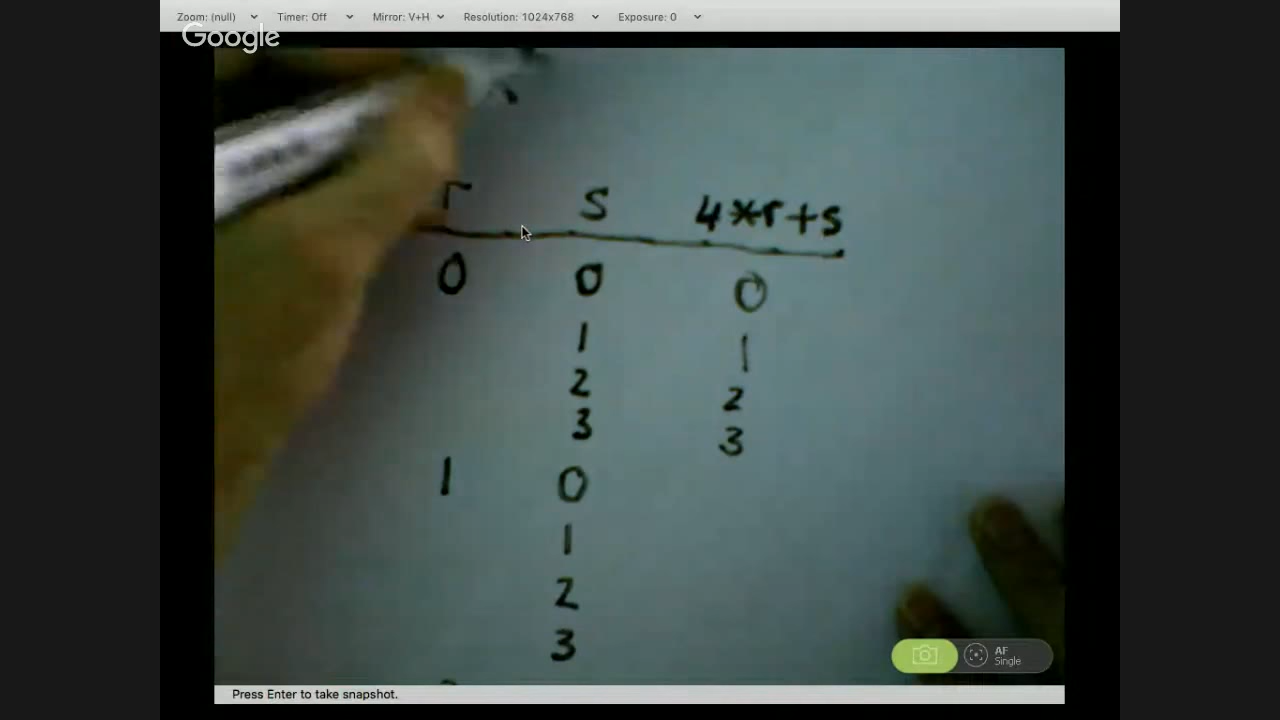 Zoom: (null) Timer: Off Mirror: V+H Resolution: 1024x768 Exposure: 0
Google
r s 4*r+s
0 0 0
1 1
2 2
3 3
1 0
1
2
3
AF
Single
Press Enter to take snapshot.